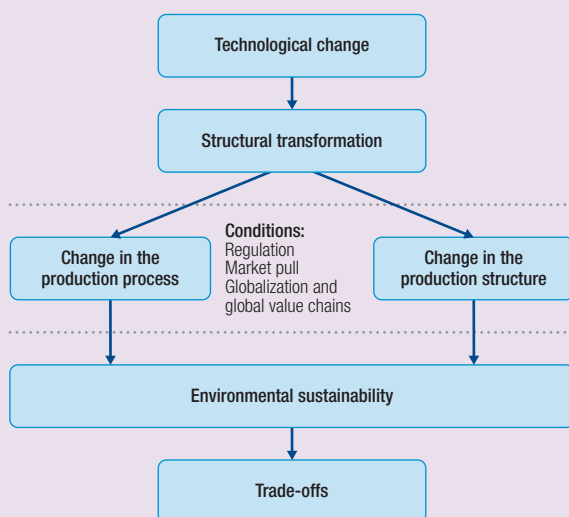 Technological change
Structural transformation
Conditions:
Regulation
Market pull
Globalization and
global value chains
Change in the
production process
Change in the
production structure
Environmental sustainability
Trade-offs